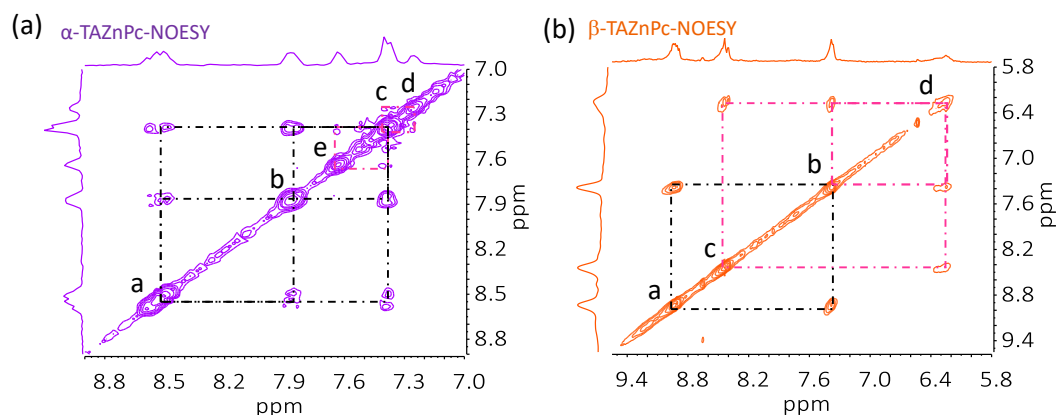 (a) α-TAZnPc-NOESY
d
c
e
b
a
7.0
7.3
7.6
7.9
8.2
8.5
8.8
ppm
8.8 8.5 8.2 7.9 7.6 7.3 7.0
ppm
(b) β-TAZnPc-NOESY
d
b
c
a
5.8
6.4
7.0
7.6
8.2
8.8
9.4
ppm
9.4 8.8 8.2 7.6 7.0 6.4 5.8
ppm